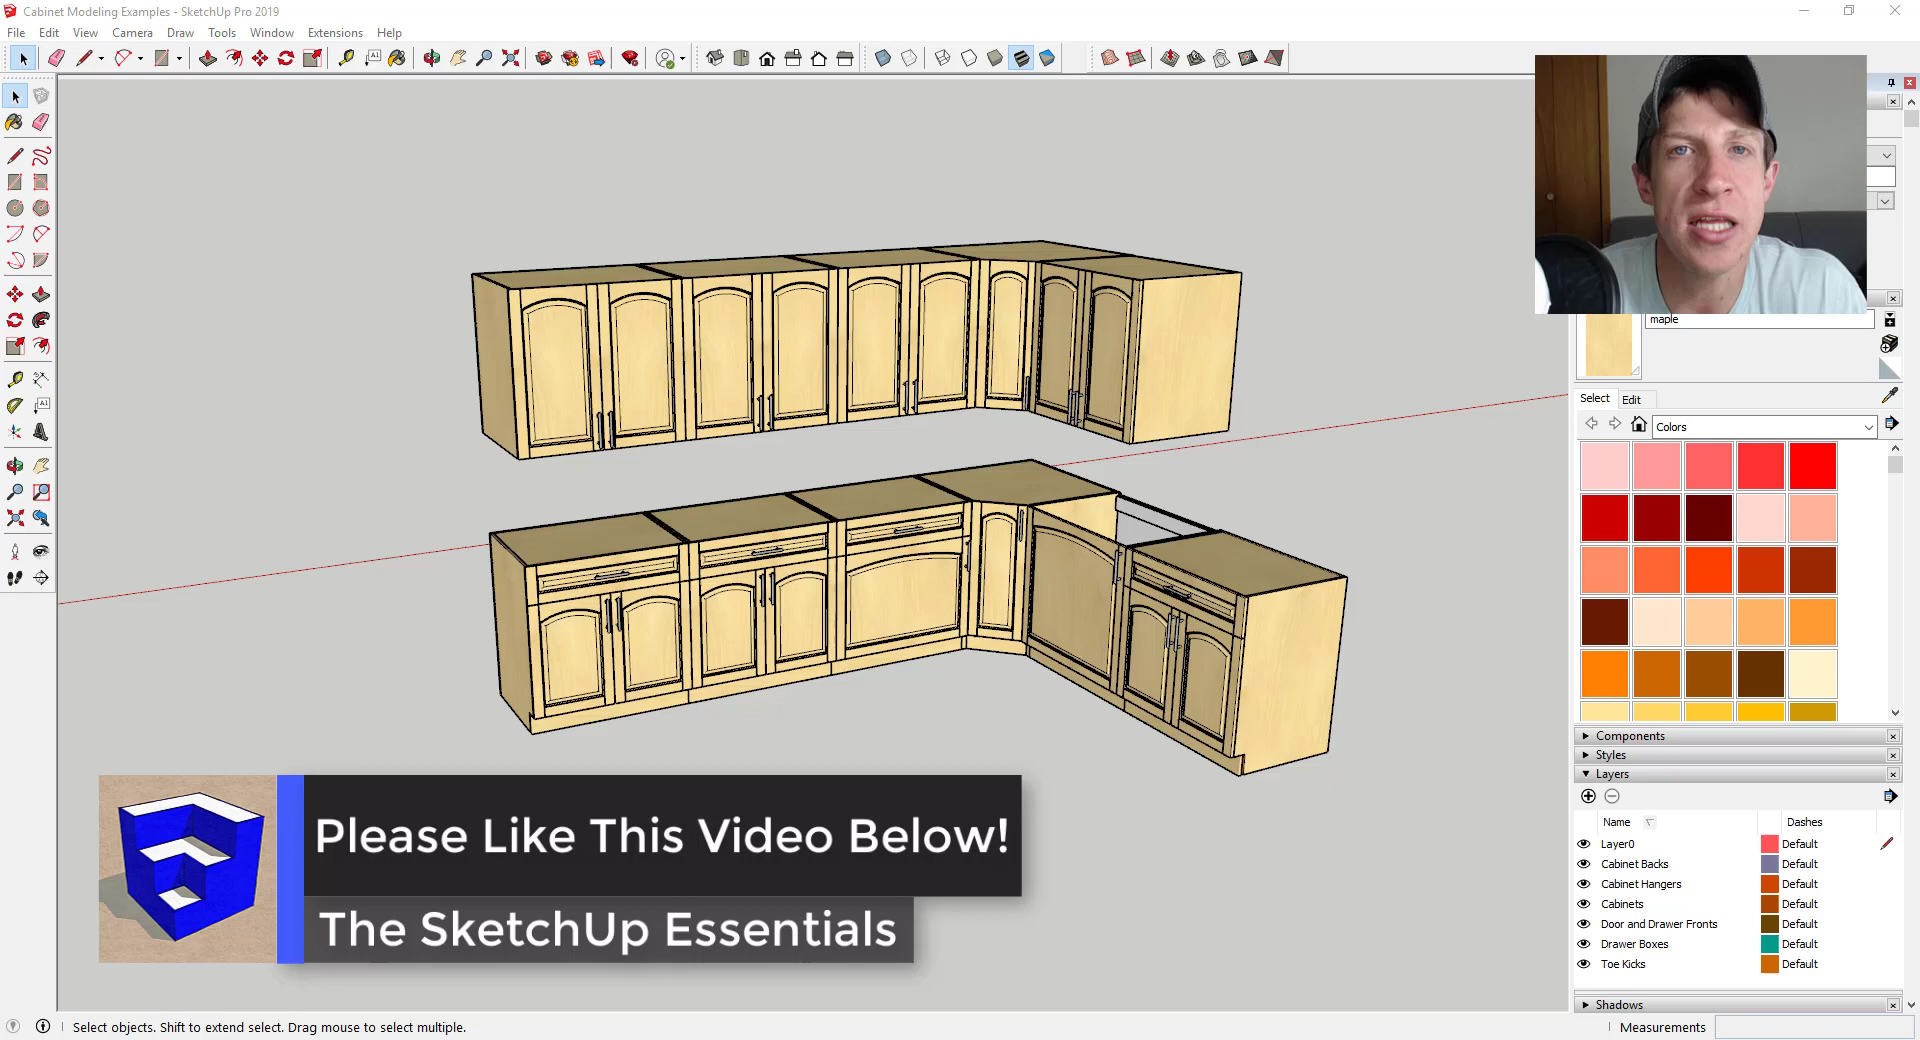 Cabinet Modeling Examples - SketchUp Pro 2019
File Edit View Camera Draw Tools Window Extensions Help
maple
Select Edit
Colors
Components
Styles
Layers
Name Dashes
Layer0 Default
Cabinet Backs Default
Cabinet Hangers Default
Cabinets Default
Door and Drawer Fronts Default
Drawer Boxes Default
Toe Kicks Default
Shadows
Please Like This Video Below!
The SketchUp Essentials
Select objects. Shift to extend select. Drag mouse to select multiple.
Measurements